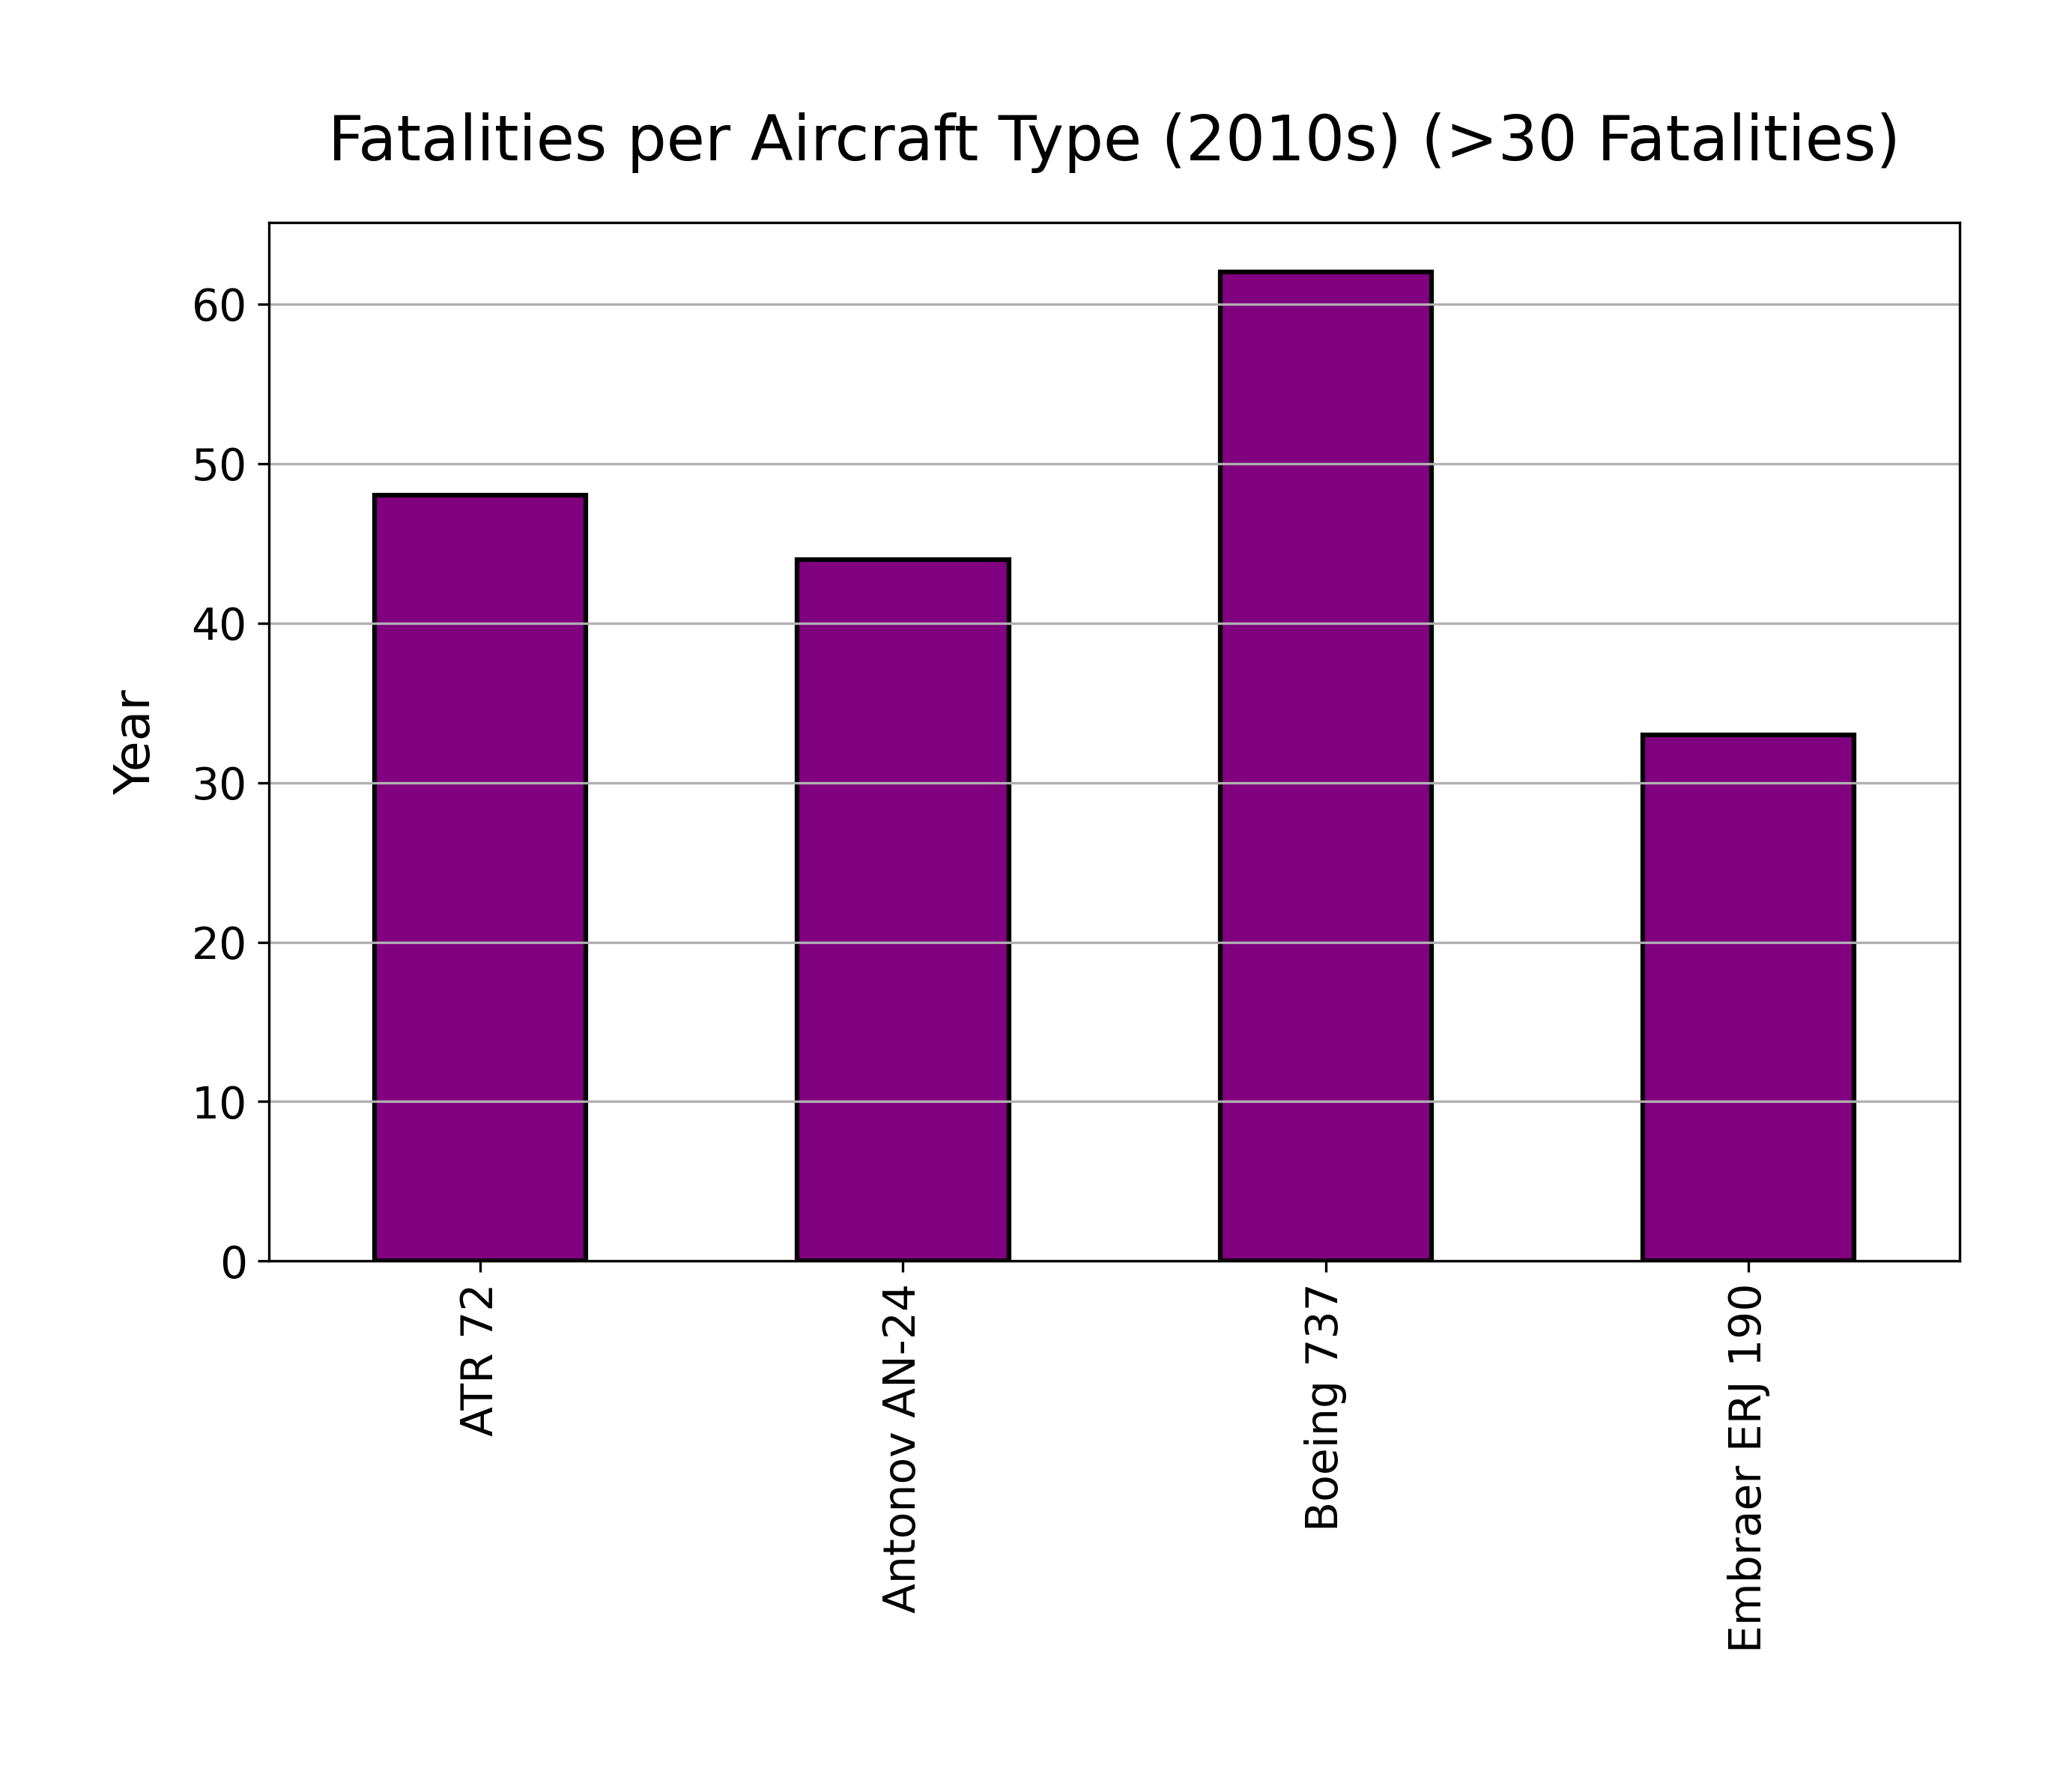 Fatalities per Aircraft Type (2010s) (>30 Fatalities)
Year
60
50
40
30
20
10
0
ATR 72
Antonov AN-24
Boeing 737
Embraer ERJ 190